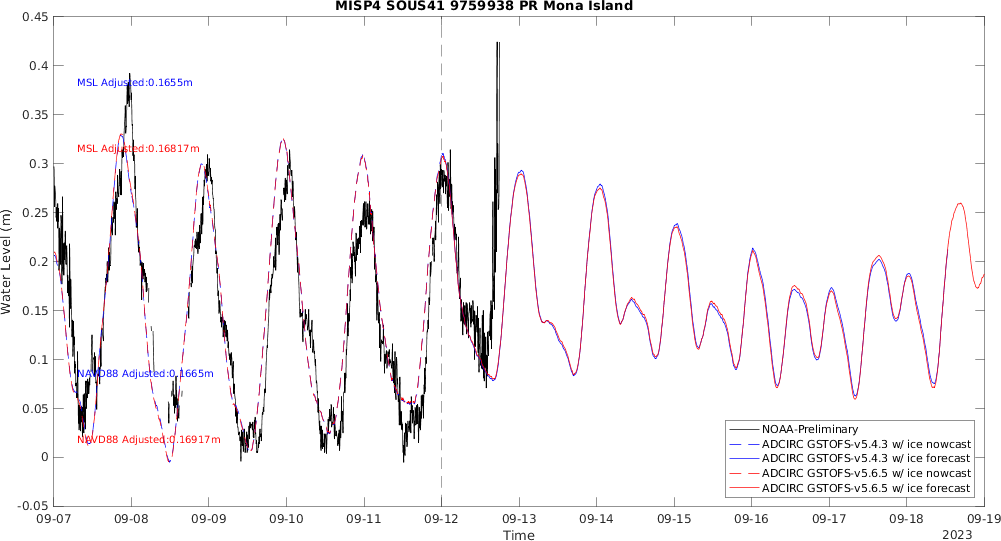 MISP4 SOUS41 9759938 PR Mona Island
0.45
0.4
0.35
0.3
0.25
0.2
0.15
0.1
0.05
0
-0.05
Water Level (m)
MSL Adjusted:0.1655m
MSL Adjusted:0.16817m
NAVD88 Adjusted:0.1665m
NAVD88 Adjusted:0.16917m
NOAA-Preliminary
ADCIRC GSTOFS-v5.4.3 w/ ice nowcast
ADCIRC GSTOFS-v5.4.3 w/ ice forecast
ADCIRC GSTOFS-v5.6.5 w/ ice nowcast
ADCIRC GSTOFS-v5.6.5 w/ ice forecast
09-07 09-08 09-09 09-10 09-11 09-12 09-13 09-14 09-15 09-16 09-17 09-18 09-19
Time
2023